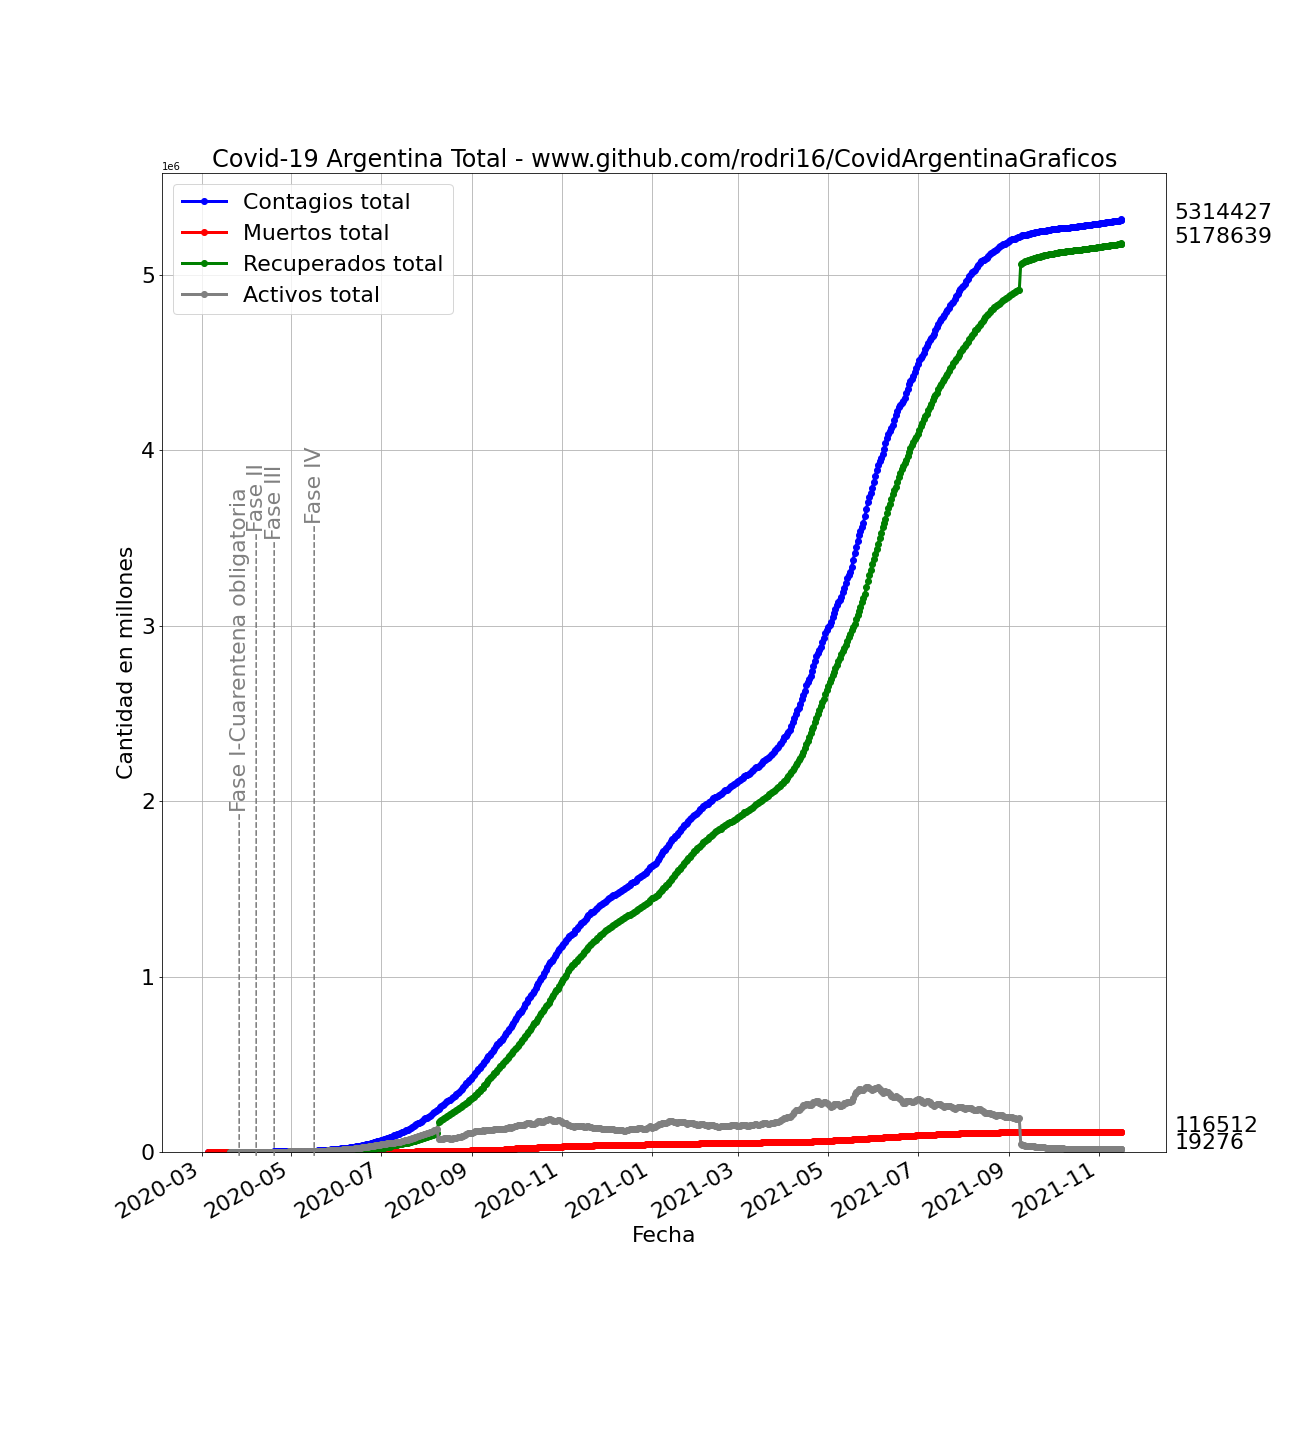 Covid-19 Argentina Total - www.github.com/rodri16/CovidArgentinaGraficos
1e6
Contagios total
Muertos total
Recuperados total
Activos total
5314427
5178639
116512
19276
5
4
3
2
1
0
Cantidad en millones
Fase I-Cuarentena obligatoria
Fase II
Fase III
Fase IV
2020-03
2020-05
2020-07
2020-09
2020-11
2021-01
2021-03
2021-05
2021-07
2021-09
2021-11
Fecha